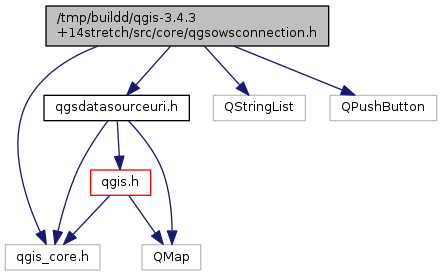 /tmp/buildd/qgis-3.4.3
+14stretch/src/core/qgsowsconnection.h
qgsdatasourceuri.h
QStringList
QPushButton
qgis.h
qgis_core.h
QMap